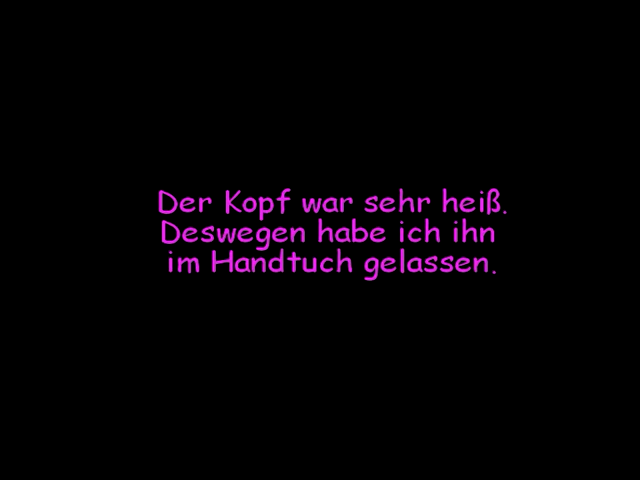 Der Kopf war sehr heiß.
Deswegen habe ich ihn
im Handtuch gelassen.